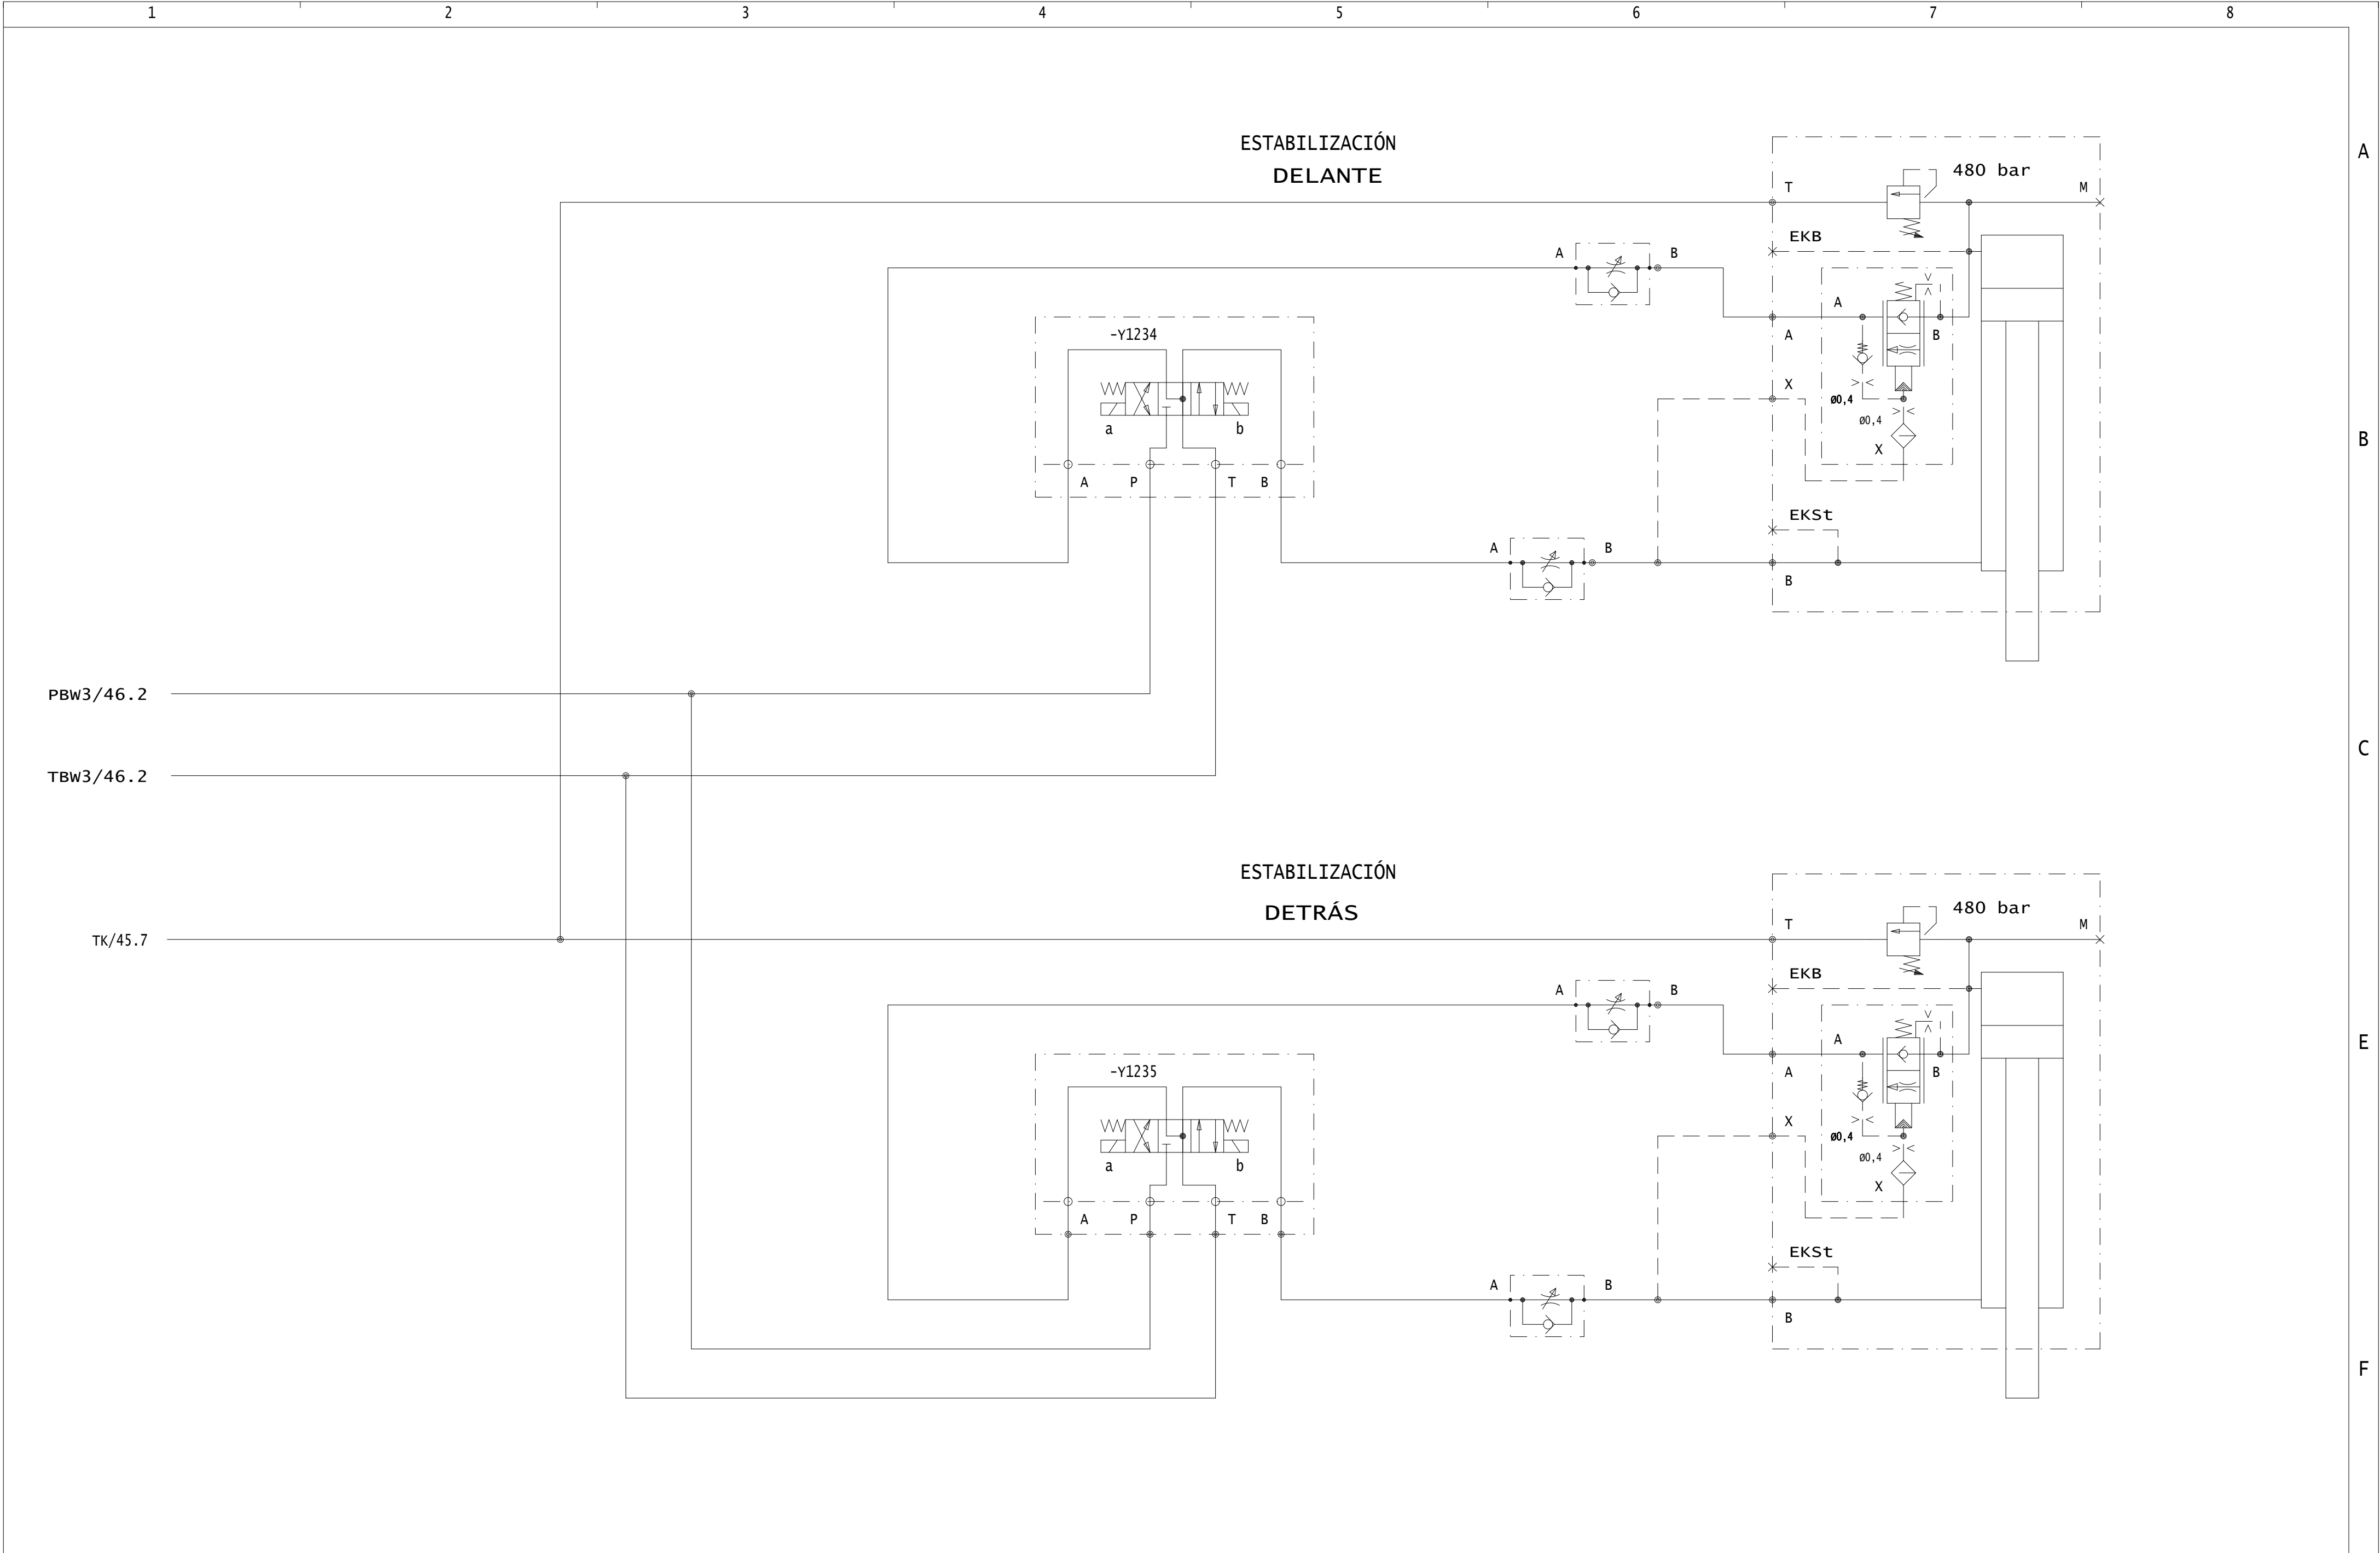 1 2 3 4 5 6 7 8
A
ESTABILIZACIÓN
DELANTE
480 bar
T M
EKB
A B
A
-Y1234
A B
X
ø0,4
ø0,4
a b
X
B
A P T B
EKSt
A B
B
PBW3/46.2
C
TBW3/46.2
ESTABILIZACIÓN
DETRÁS
480 bar
T M
TK/45.7
EKB
A B
A
E
-Y1235
A B
X
ø0,4
ø0,4
a b
X
A P T B
EKSt
A B
B
F